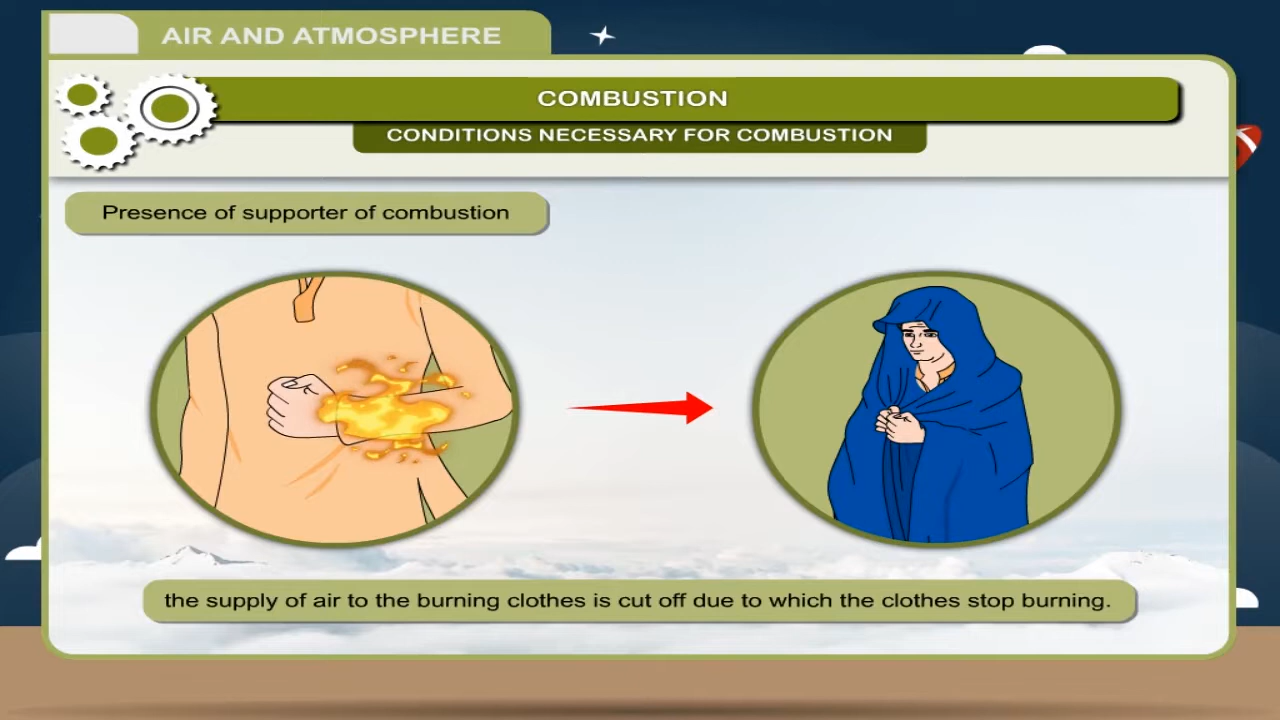 AIR AND ATMOSPHERE
COMBUSTION
CONDITIONS NECESSARY FOR COMBUSTION
Presence of supporter of combustion
the supply of air to the burning clothes is cut off due to which the clothes stop burning.